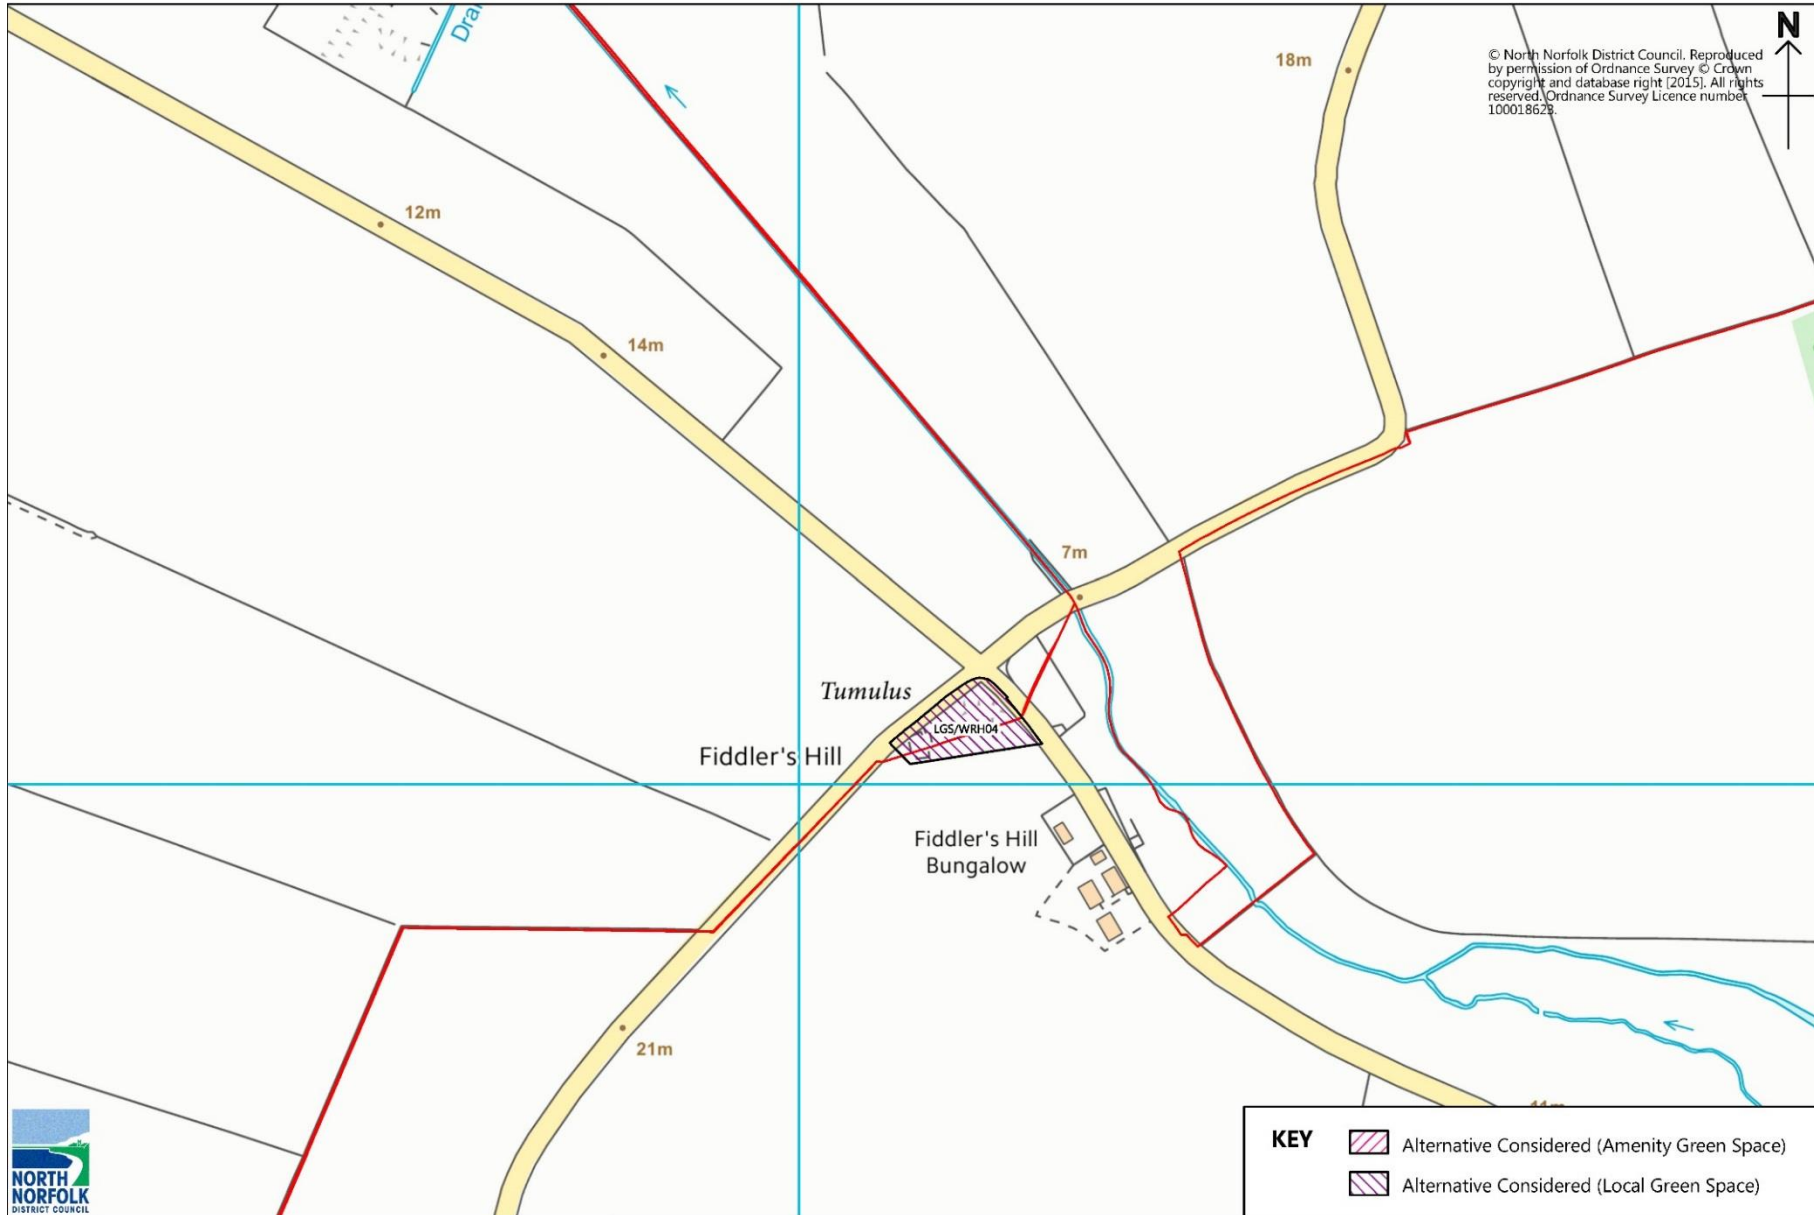 Drai
18m
N
© North Norfolk District Council. Reproduced
by permission of Ordnance Survey © Crown
copyright and database right [2015]. All rights
reserved. Ordnance Survey Licence number
100018623.
12m
14m
7m
Tumulus
LGS/WRH04
Fiddler's Hill
Fiddler's Hill
Bungalow
21m
11m
KEY
Alternative Considered (Amenity Green Space)
Alternative Considered (Local Green Space)
NORTH
NORFOLK
DISTRICT COUNCIL